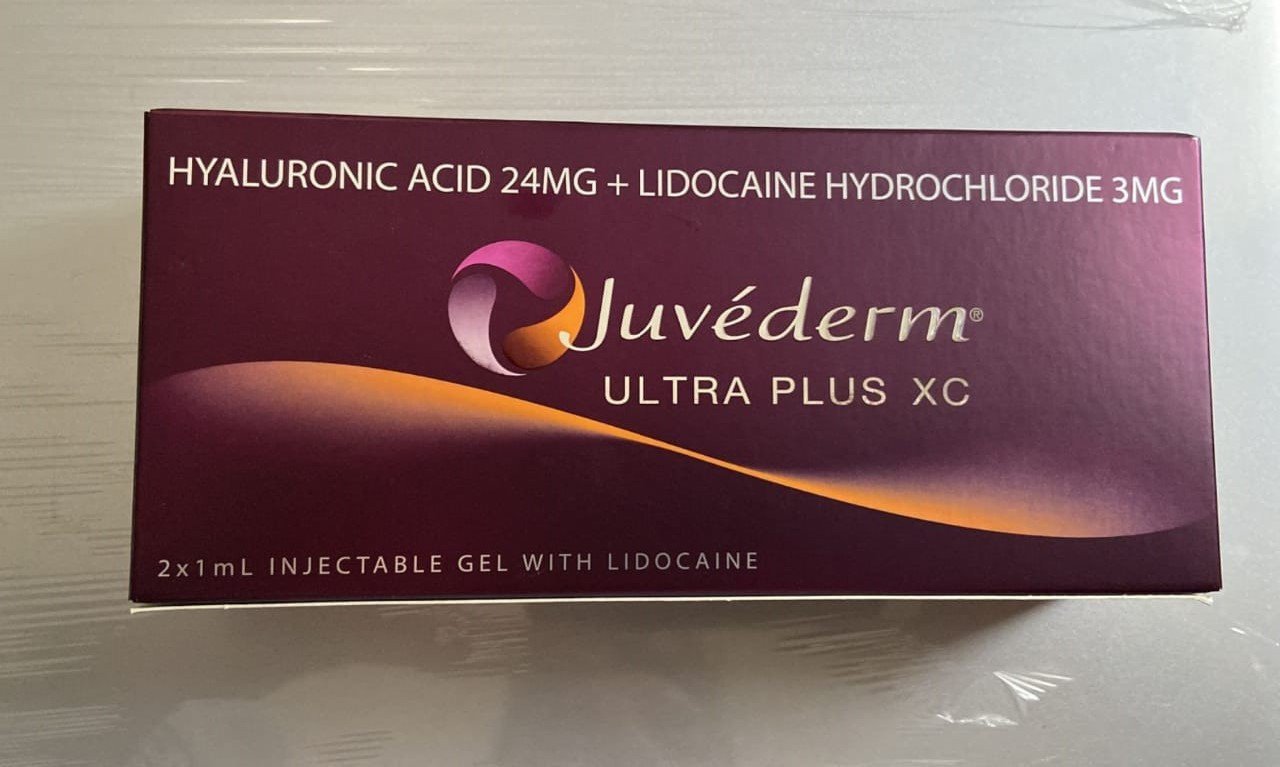 HYALURONIC ACID 24MG + LIDOCAINE HYDROCHLORIDE 3MG
Juvéderm®
ULTRA PLUS XC
2x1mL INJECTABLE GEL WITH LIDOCAINE